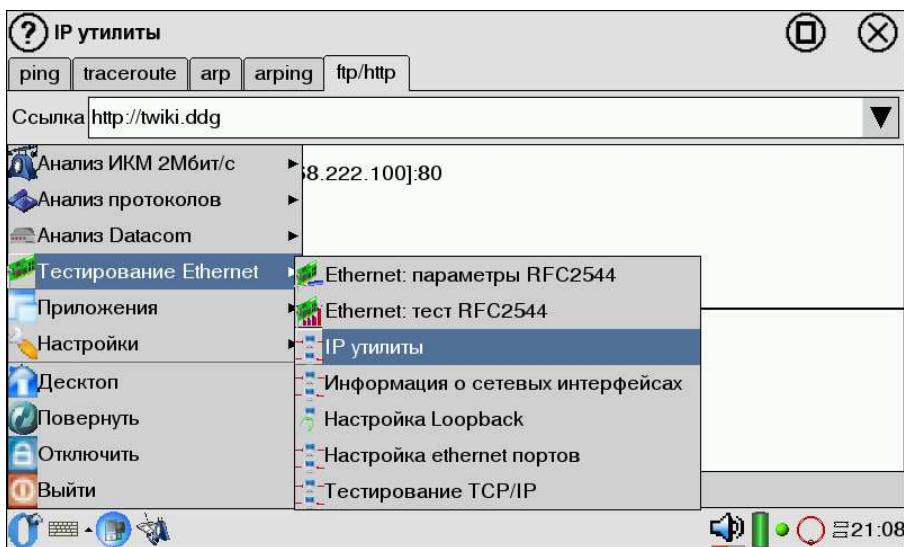 IP утилиты
ping traceroute arp arping ftp/http
Ссылка http://twiki.ddg
Анализ ИКМ 2Мбит/с
8.222.100]:80
Анализ протоколов
Анализ Datacom
Тестирование Ethernet
Ethernet: параметры RFC2544
Приложения
Ethernet: тест RFC2544
Настройки
IP утилиты
Десктоп
Информация о сетевых интерфейсах
Повернуть
Настройка Loopback
Отключить
Настройка ethernet портов
Выйти
Тестирование TCP/IP
21:08